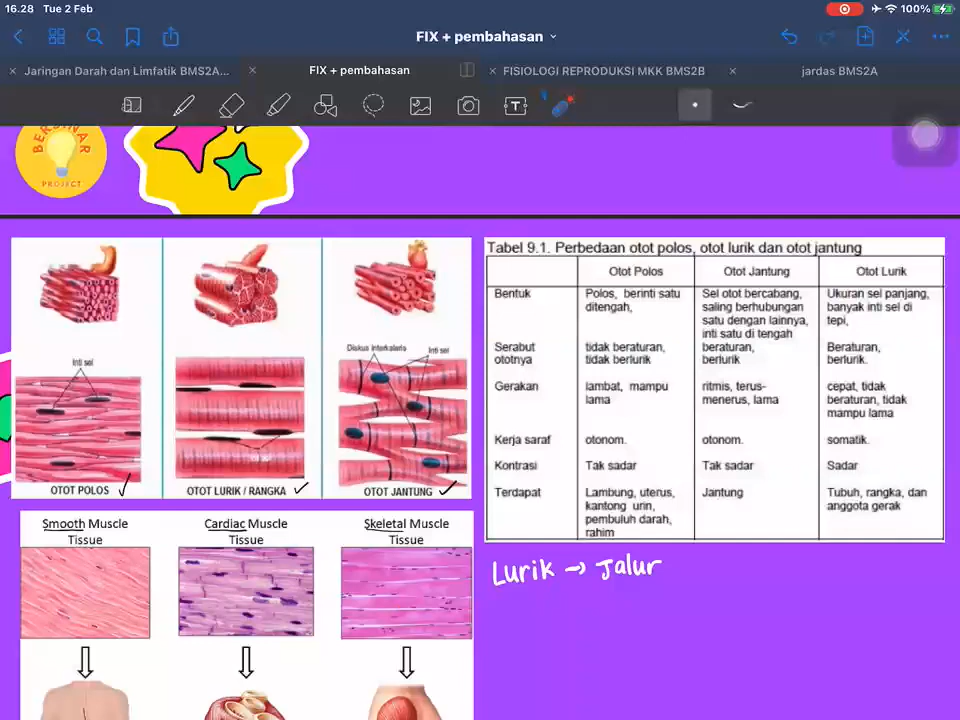 16.28 Tue 2 Feb
100%
FIX + pembahasan
Jaringan Darah dan Limfatik BMS2A...
FIX + pembahasan
FISIOLOGI REPRODUKSI MKK BMS2B
jardas BMS2A
T
BERSINAR
PROJECT
Inti sel
Diskus interkalaris
Inti sel
OTOT POLOS
OTOT LURIK / RANGKA
OTOT JANTUNG
Smooth Muscle
Tissue
Cardiac Muscle
Tissue
Skeletal Muscle
Tissue
Tabel 9.1. Perbedaan otot polos, otot lurik dan otot jantung
Otot Polos Otot Jantung Otot Lurik
Bentuk Polos, berinti satu Sel otot bercabang, Ukuran sel panjang,
ditengah, saling berhubungan banyak inti sel di
satu dengan lainnya, tepi,
inti satu di tengah
Serabut tidak beraturan, beraturan, Beraturan,
ototnya tidak berlurik berlurik berlurik.
Gerakan lambat, mampu ritmis, terus- cepat, tidak
lama menerus, lama beraturan, tidak
mampu lama
Kerja saraf otonom. otonom. somatik.
Kontrasi Tak sadar Tak sadar Sadar
Terdapat Lambung, uterus, Jantung Tubuh, rangka, dan
kantong urin, anggota gerak
pembuluh darah,
rahim
Lurik → Jalur